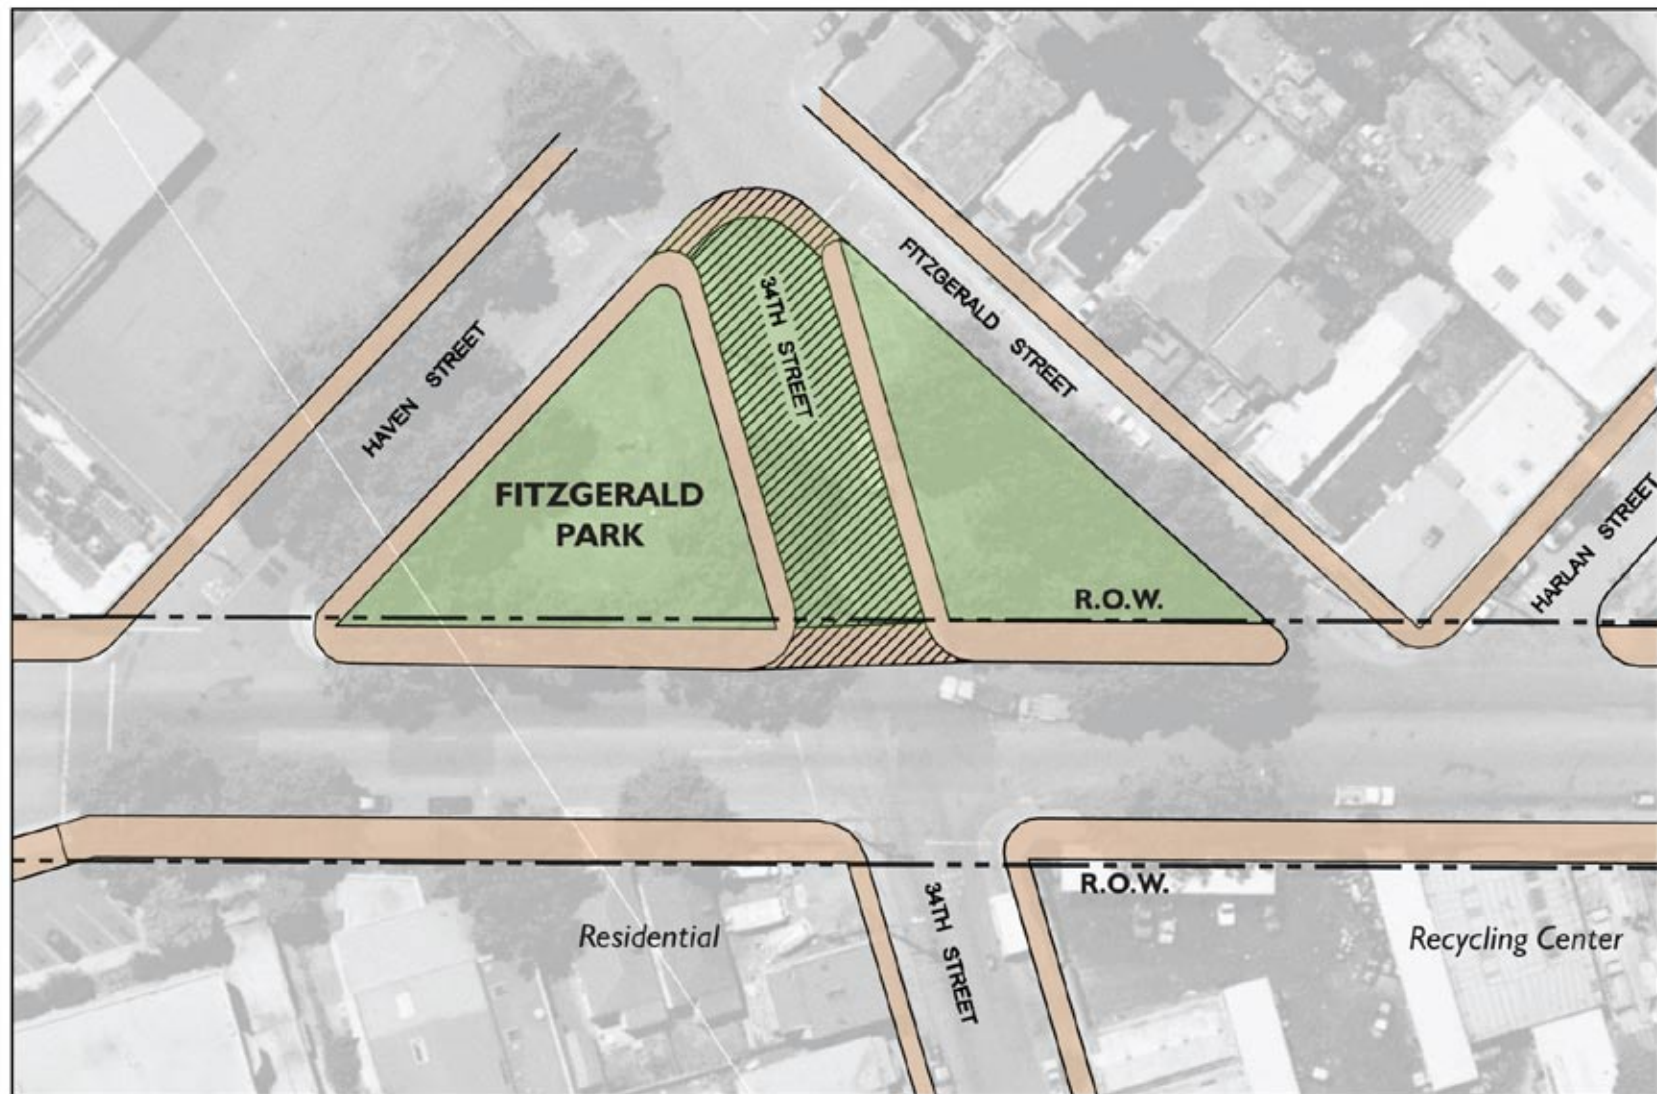 34TH STREET
FITZGERALD STREET
HAVEN STREET
FITZGERALD
PARK
HARLAN STREET
R.O.W.
R.O.W.
34TH STREET
Residential
Recycling Center